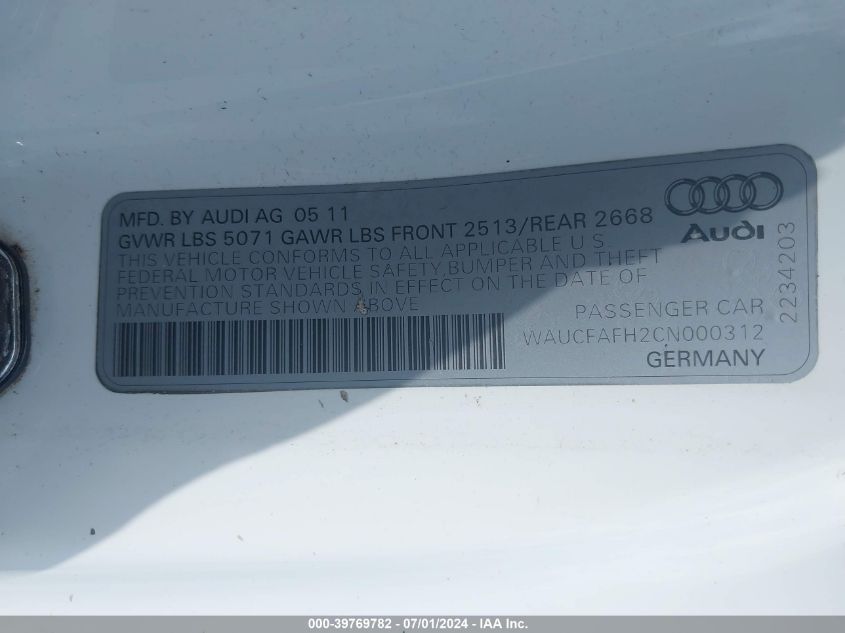 MFD. BY AUDI AG 05 11
GVWR LBS 5071 GAWR LBS FRONT 2513/REAR 2668
THIS VEHICLE CONFORMS TO ALL APPLICABLE U.S.
FEDERAL MOTOR VEHICLE SAFETY, BUMPER AND THEFT
PREVENTION STANDARDS IN EFFECT ON THE DATE OF
MANUFACTURE SHOWN ABOVE
Audi
PASSENGER CAR
WAUCFAFH2CN000312
GERMANY
2234203
000-39769782 - 07/01/2024 - IAA Inc.